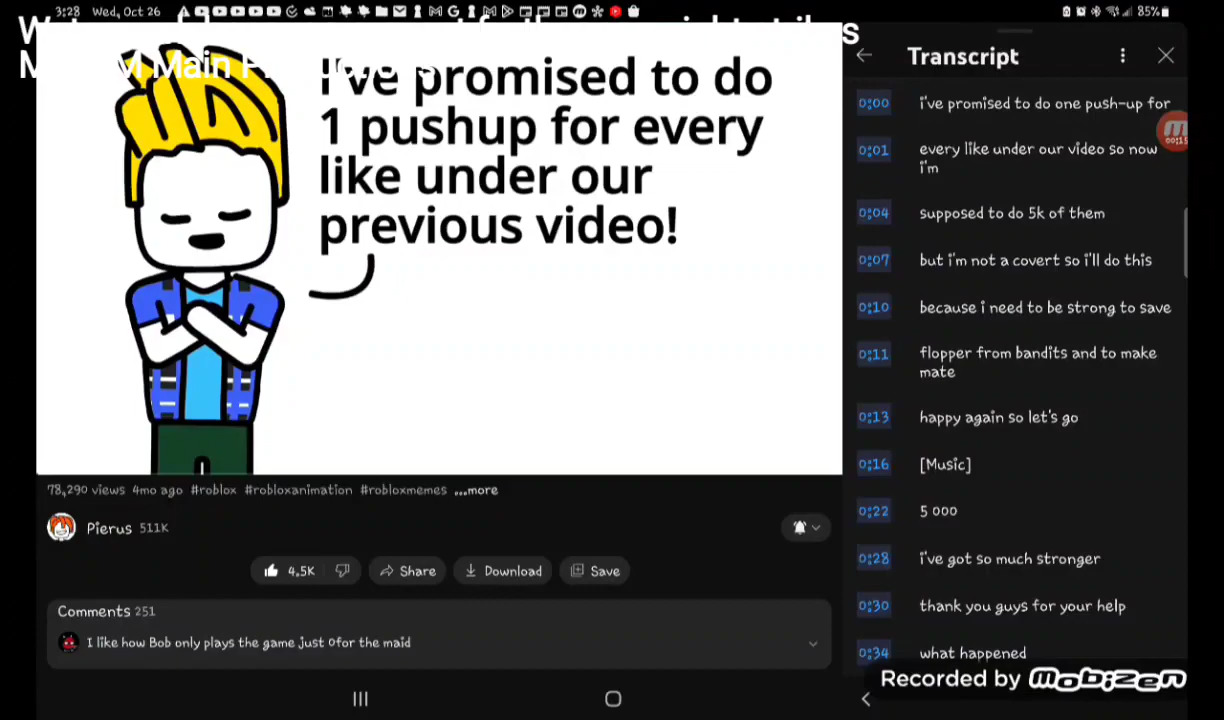 3:28 Wed, Oct 26
85%
I've promised to do
1 pushup for every
like under our
previous video!
78,290 views 4mo ago #roblox #robloxanimation #robloxmemes ...more
Pierus 511K
4,5K
Share
Download
Save
Comments 251
I like how Bob only plays the game just 0for the maid
Transcript
0:00 i've promised to do one push-up for
0:01 every like under our video so now
i'm
0:04 supposed to do 5k of them
0:07 but i'm not a covert so i'll do this
0:10 because i need to be strong to save
0:11 flopper from bandits and to make
mate
0:13 happy again so let's go
0:16 [Music]
0:22 5 000
0:28 i've got so much stronger
0:30 thank you guys for your help
0:34 what happened
Recorded by mobizen